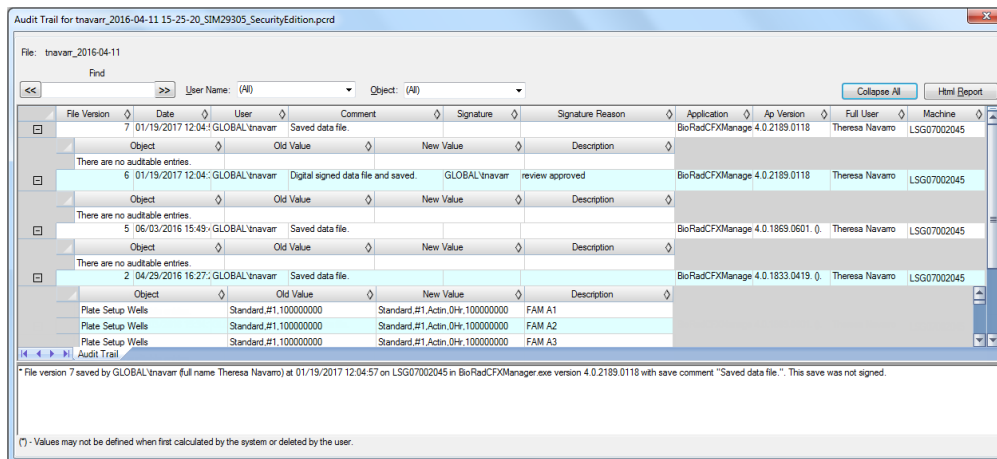 Audit Trail for tnavarr_2016-04-11 15-25-20_SIM29305_SecurityEdition.pcrd
File: tnavarr_2016-04-11
Find
<< >> User Name: (All) Object: (All) Collapse All Html Report
File Version Date User Comment Signature Signature Reason Application Ap Version Full User Machine
7 01/19/2017 12:04: GLOBAL\tnavarr Saved data file. BioRadCFXManage 4.0.2189.0118 Theresa Navarro LSG07002045
Object Old Value New Value Description
There are no auditable entries.
6 01/19/2017 12:04: GLOBAL\tnavarr Digital signed data file and saved. GLOBAL\tnavarr review approved BioRadCFXManage 4.0.2189.0118 Theresa Navarro LSG07002045
Object Old Value New Value Description
There are no auditable entries.
5 06/03/2016 15:49: GLOBAL\tnavarr Saved data file. BioRadCFXManage 4.0.1869.0601. (). Theresa Navarro LSG07002045
Object Old Value New Value Description
There are no auditable entries.
2 04/29/2016 16:27: GLOBAL\tnavarr Saved data file. BioRadCFXManage 4.0.1833.0419. (). Theresa Navarro LSG07002045
Object Old Value New Value Description
Plate Setup Wells Standard,#1,100000000 Standard,#1,Actin,0Hr,100000000 FAM A1
Plate Setup Wells Standard,#1,100000000 Standard,#1,Actin,0Hr,100000000 FAM A2
Plate Setup Wells Standard,#1,100000000 Standard,#1,Actin,0Hr,100000000 FAM A3
Audit Trail
* File version 7 saved by GLOBAL\tnavarr (full name Theresa Navarro) at 01/19/2017 12:04:57 on LSG07002045 in BioRadCFXManager.exe version 4.0.2189.0118 with save comment "Saved data file.". This save was not signed.
(*) - Values may not be defined when first calculated by the system or deleted by the user.